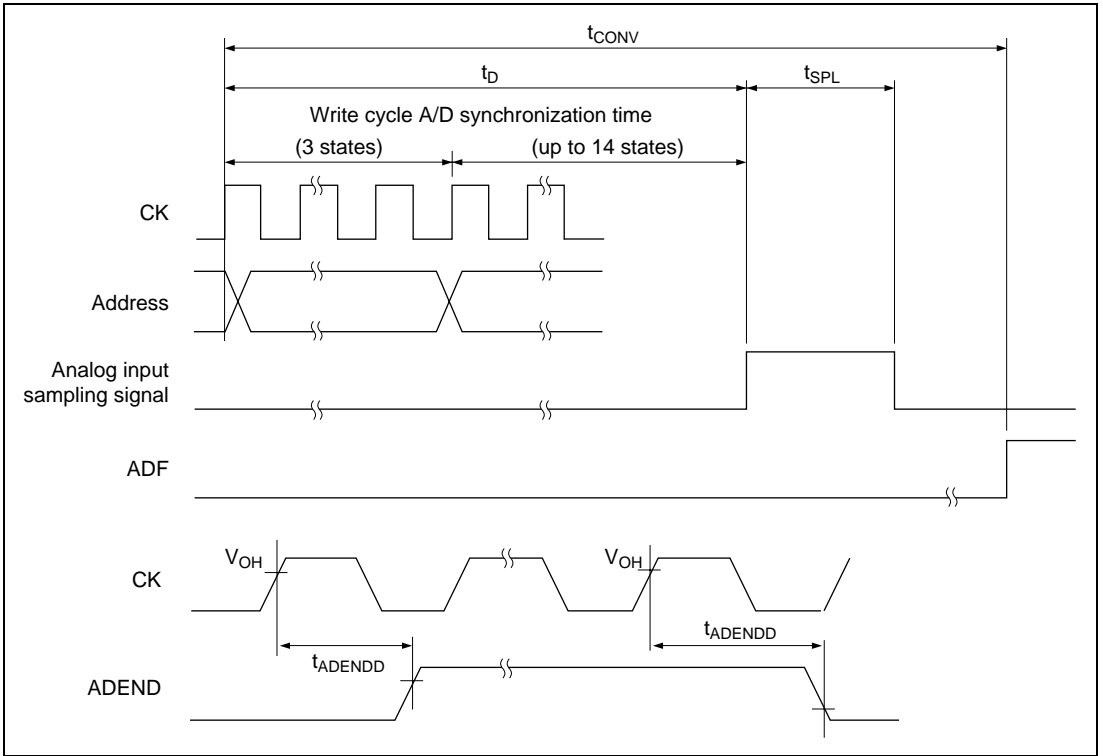 tCONV
tD tSPL
Write cycle A/D synchronization time
(3 states) (up to 14 states)
CK
Address
Analog input
sampling signal
ADF
VOH VOH
CK
tADENDD tADENDD
ADEND